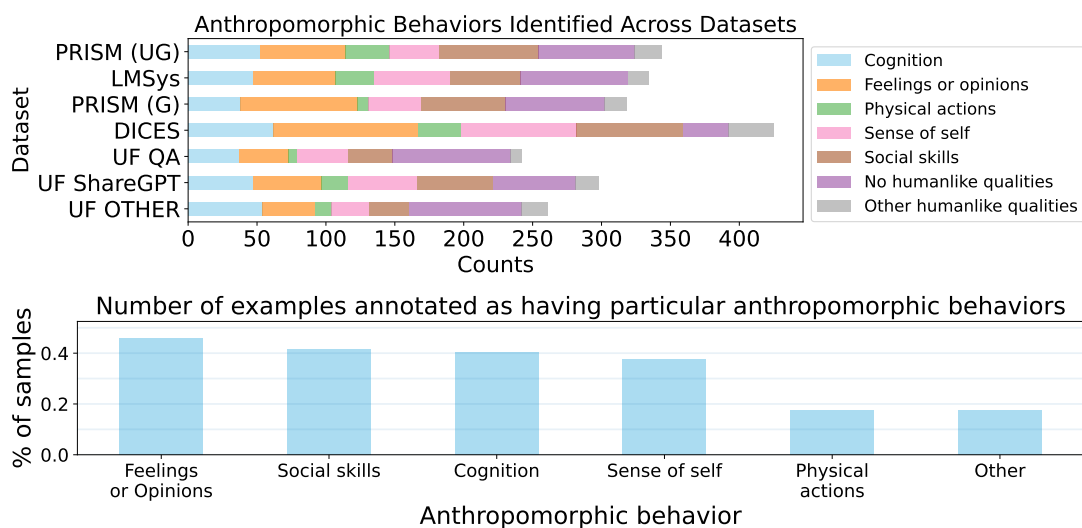 Anthropomorphic Behaviors Identified Across Datasets
Dataset
PRISM (UG)
LMSys
PRISM (G)
DICES
UF QA
UF ShareGPT
UF OTHER
0 50 100 150 200 250 300 350 400
Counts
Cognition
Feelings or opinions
Physical actions
Sense of self
Social skills
No humanlike qualities
Other humanlike qualities
Number of examples annotated as having particular anthropomorphic behaviors
% of samples
0.4
0.2
0.0
Feelings
or Opinions
Social skills
Cognition
Sense of self
Physical
actions
Other
Anthropomorphic behavior